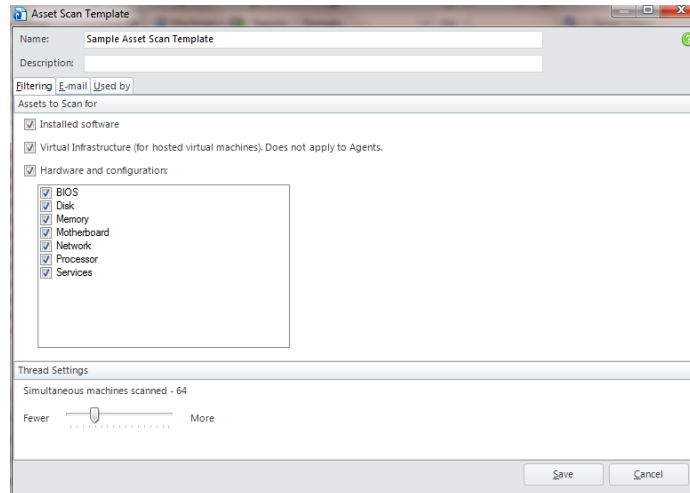 Asset Scan Template
Name: Sample Asset Scan Template
Description:
Filtering E-mail Used by
Assets to Scan for
Installed software
Virtual Infrastructure (for hosted virtual machines). Does not apply to Agents.
Hardware and configuration:
BIOS
Disk
Memory
Motherboard
Network
Processor
Services
Thread Settings
Simultaneous machines scanned - 64
Fewer More
Save Cancel